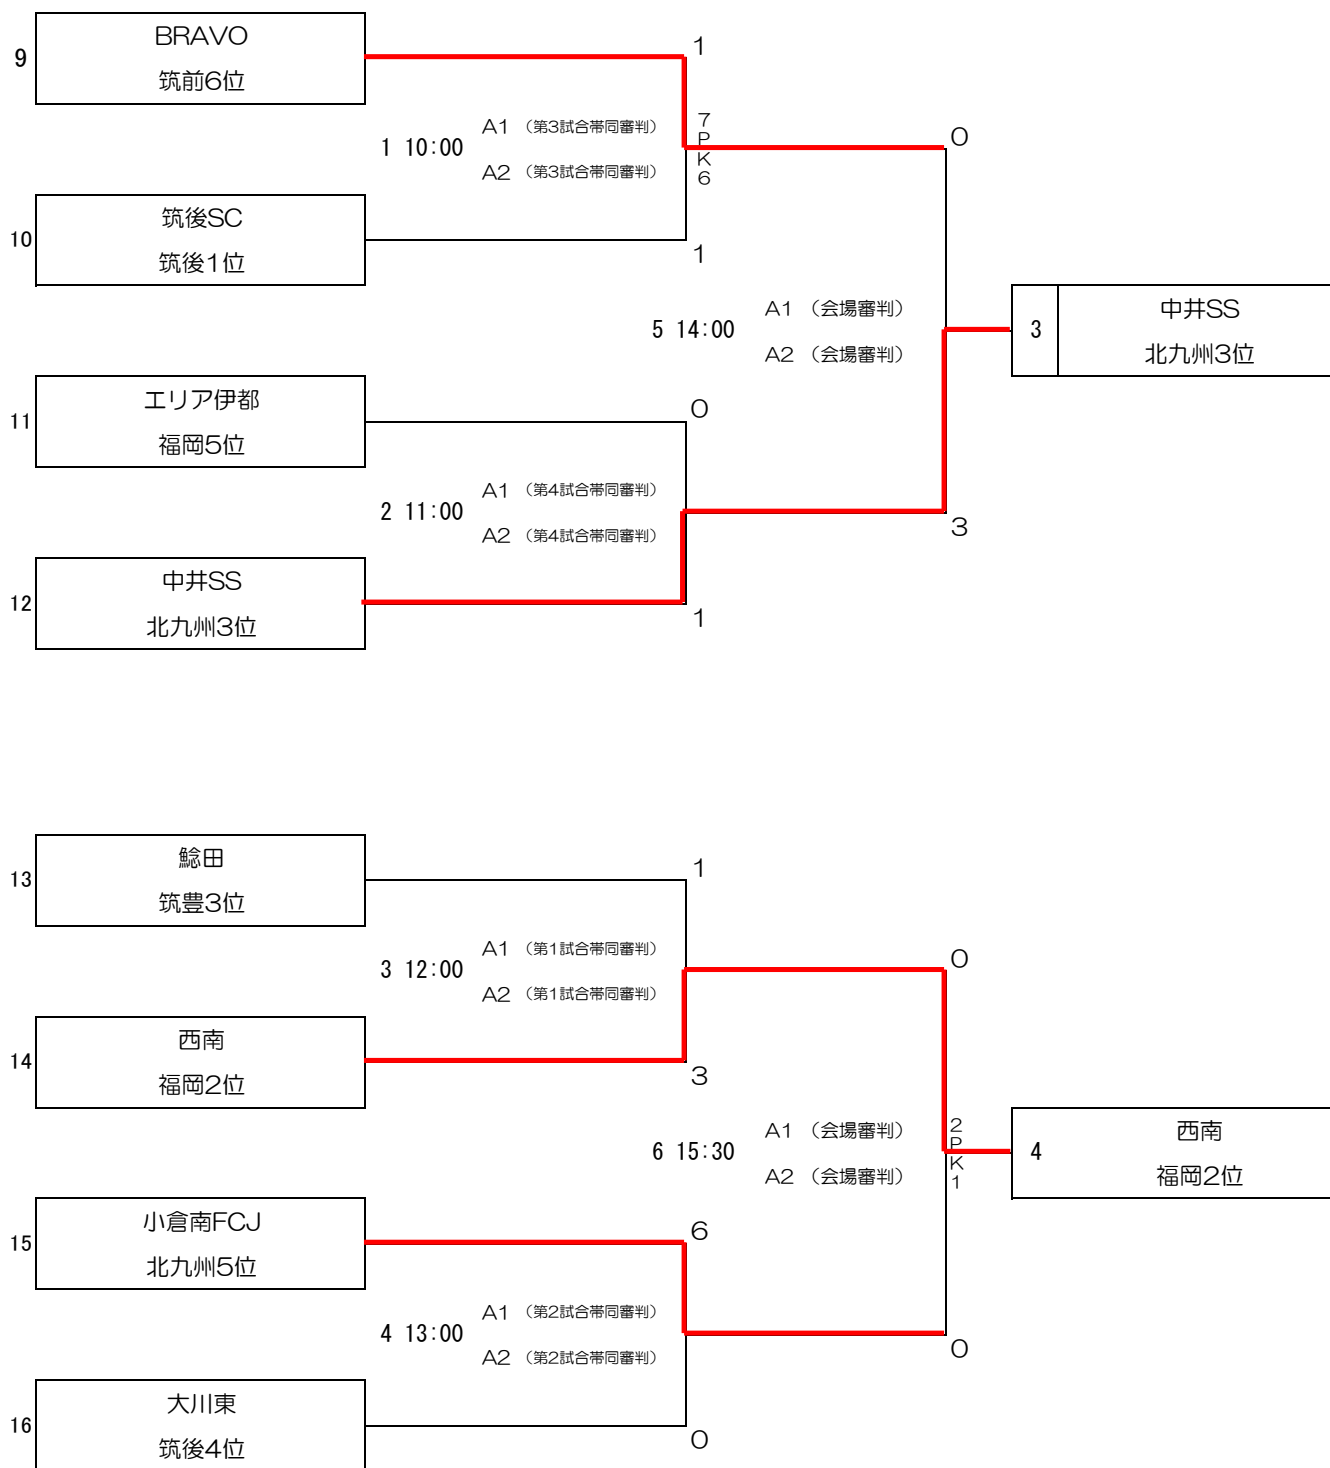 BRAVO
9
筑前6位
1
1 10:00
A1 （第3試合帯同審判）
A2 （第3試合帯同審判）
7
P
K
6
0
筑後SC
10
筑後1位
1
5 14:00
A1 （会場審判）
A2 （会場審判）
3
中井SS
北九州3位
エリア伊都
11
福岡5位
0
2 11:00
A1 （第4試合帯同審判）
A2 （第4試合帯同審判）
3
中井SS
12
北九州3位
1
鯰田
13
筑豊3位
1
3 12:00
A1 （第1試合帯同審判）
A2 （第1試合帯同審判）
0
西南
14
福岡2位
3
6 15:30
A1 （会場審判）
A2 （会場審判）
2
P
K
1
4
西南
福岡2位
小倉南FCJ
15
北九州5位
6
4 13:00
A1 （第2試合帯同審判）
A2 （第2試合帯同審判）
0
大川東
16
筑後4位
0